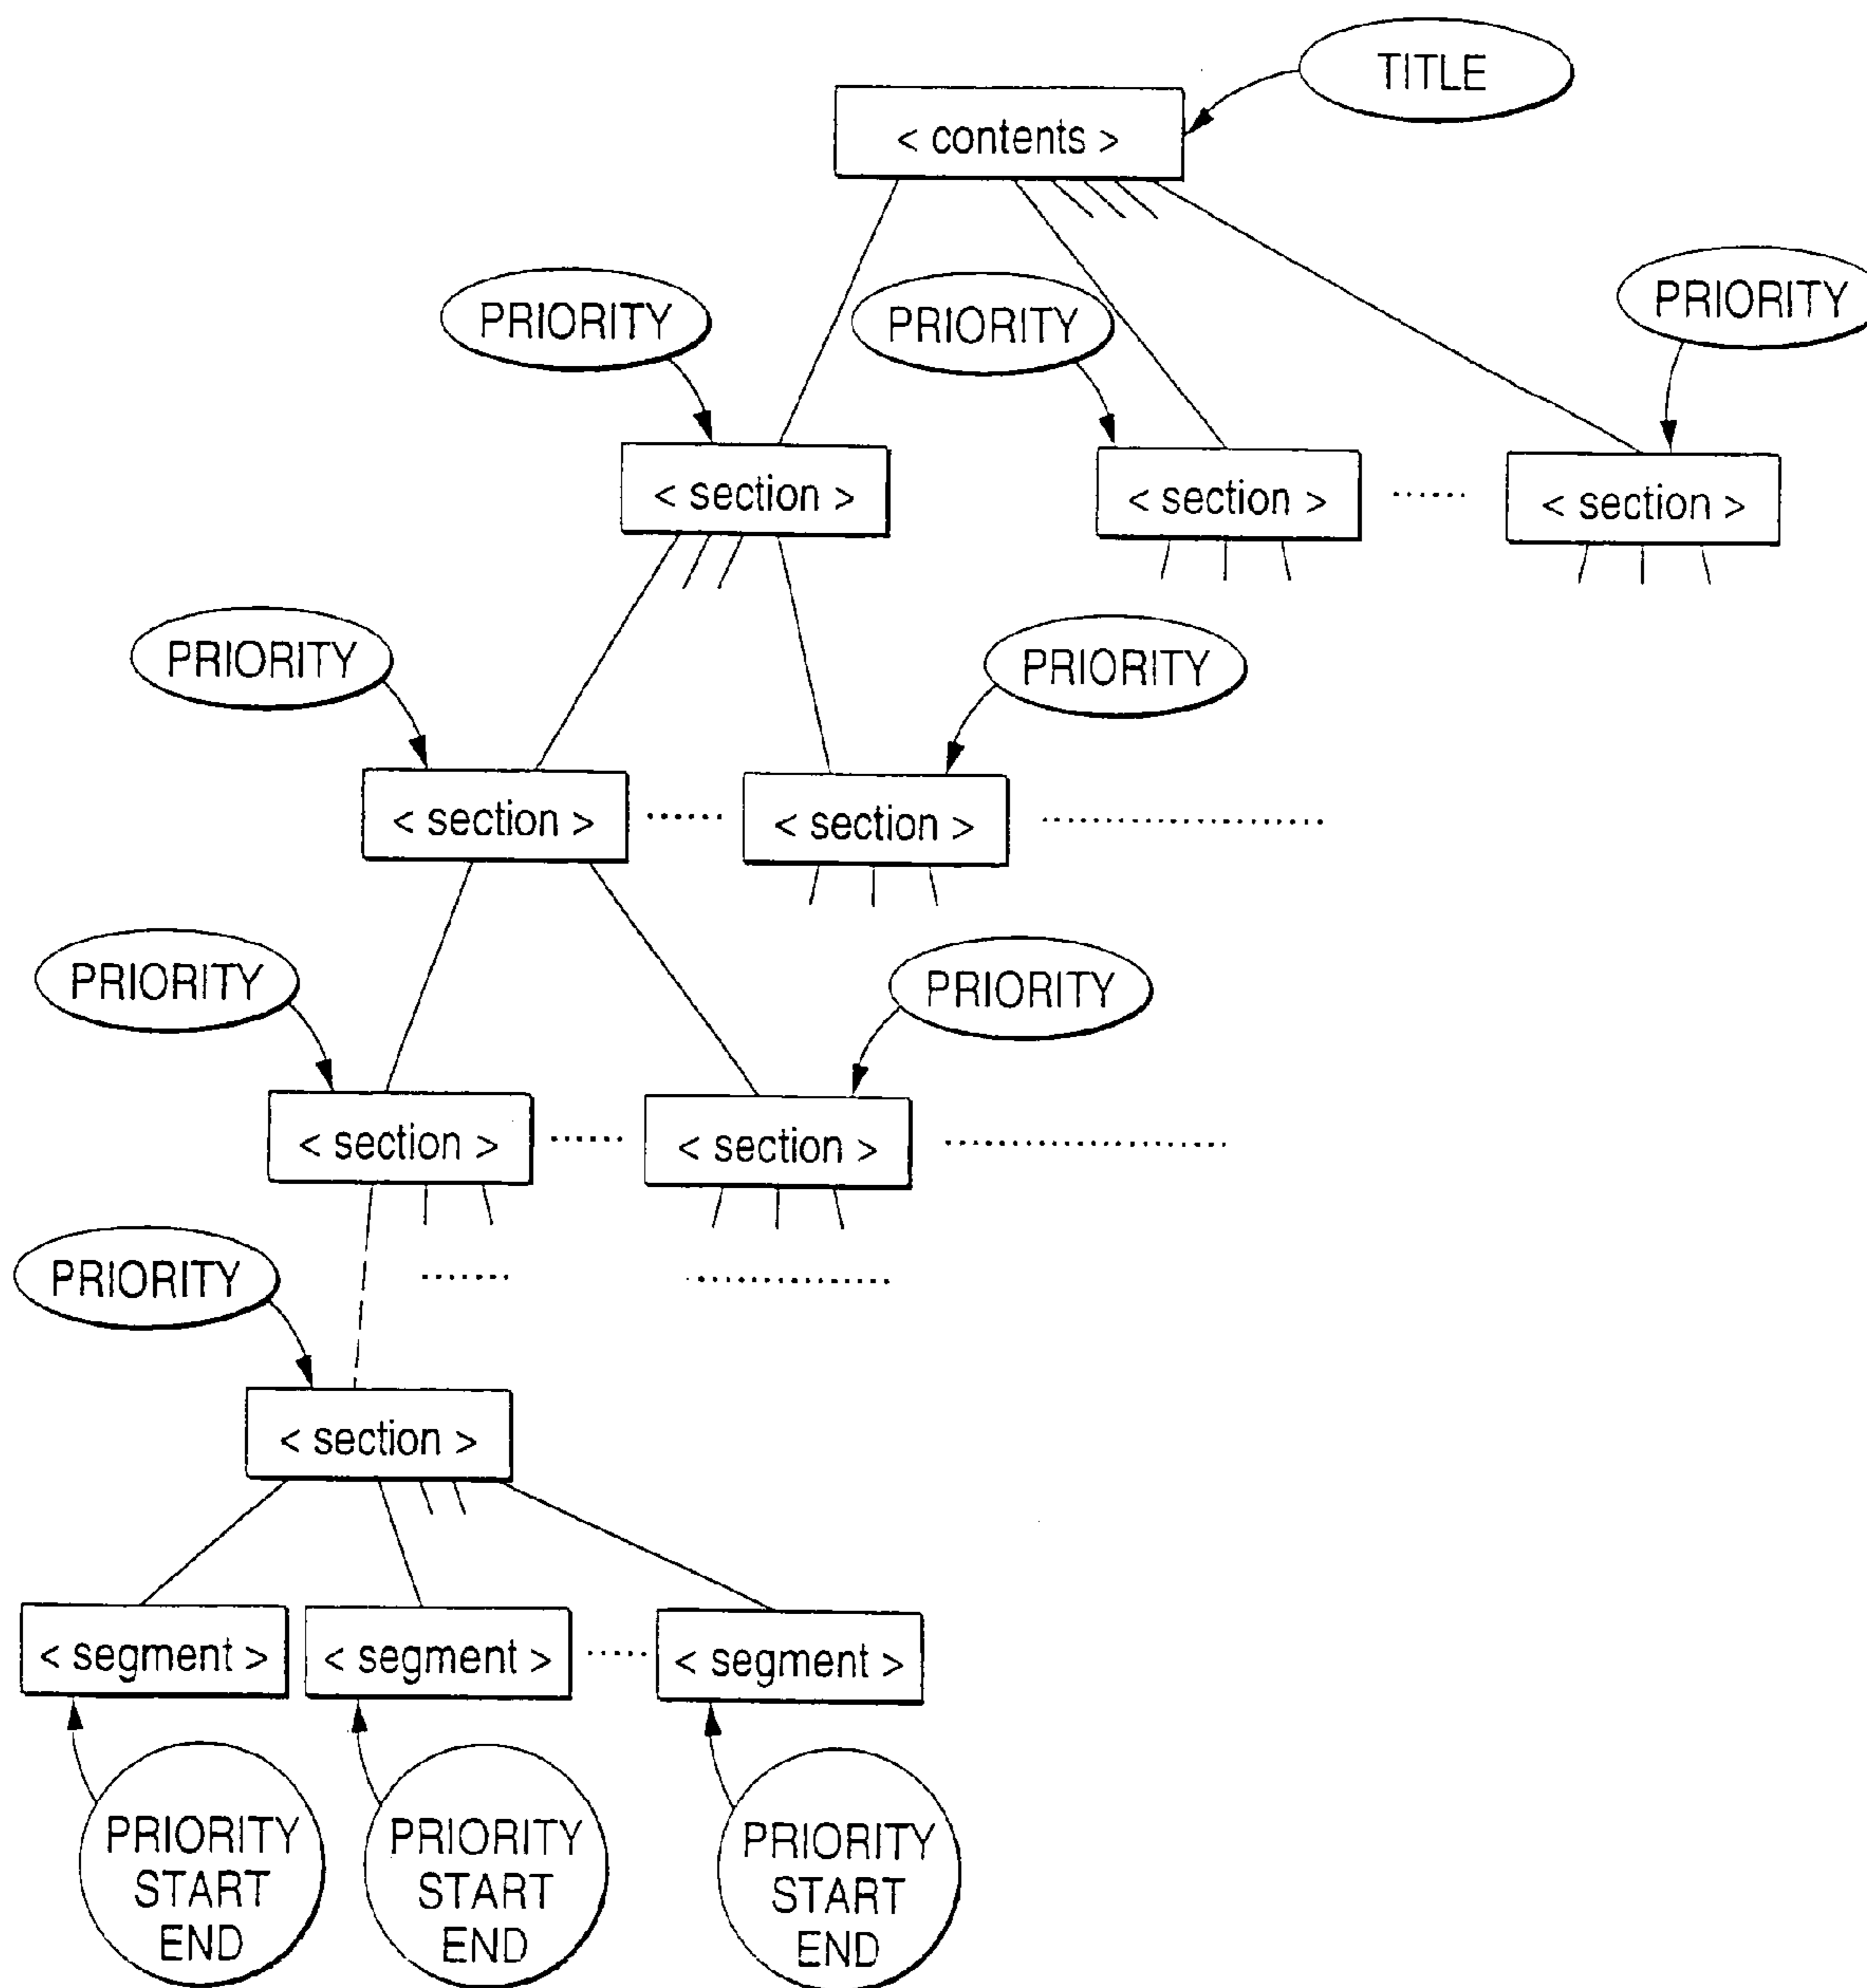 TITLE
< contents >
PRIORITY
PRIORITY
PRIORITY
< section >
< section >
< section >
PRIORITY
PRIORITY
< section >
< section >
PRIORITY
PRIORITY
< section >
< section >
PRIORITY
< section >
< segment >
< segment >
< segment >
PRIORITY
START
END
PRIORITY
START
END
PRIORITY
START
END